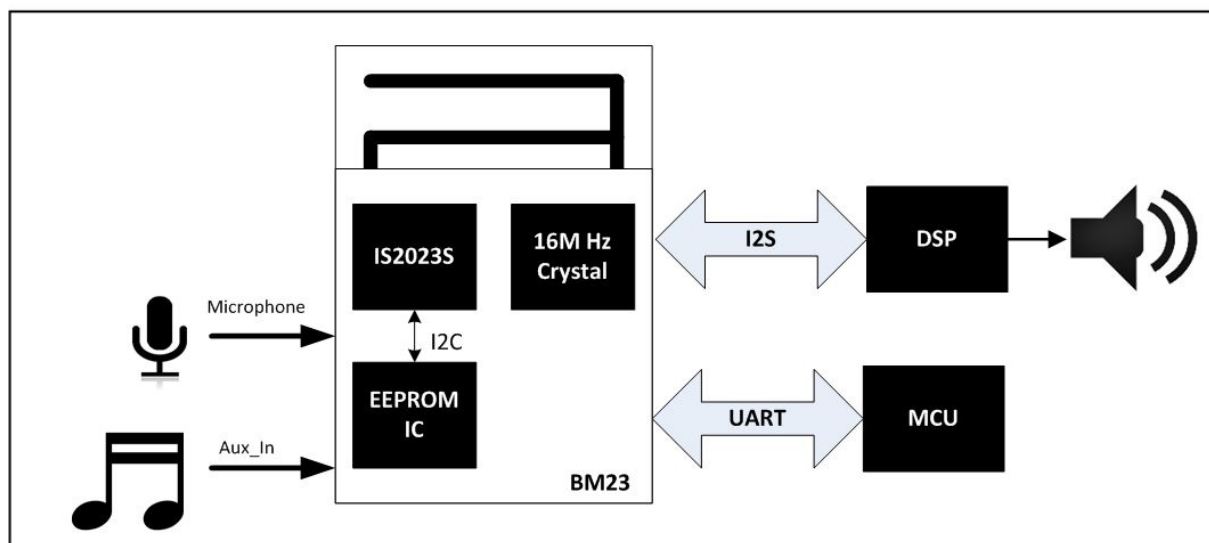 IS2023S
16M Hz
Crystal
I2S
DSP
Microphone
I2C
EEPROM
IC
UART
MCU
Aux_In
BM23